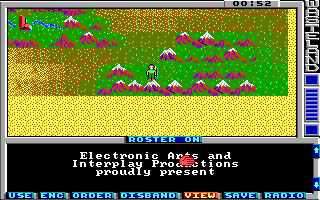 00:52
WASTELAND
ROSTER ON
Electronic Arts and
Interplay Productions
proudly present
USE ENC ORDER DISBAND VIEW SAVE RADIO